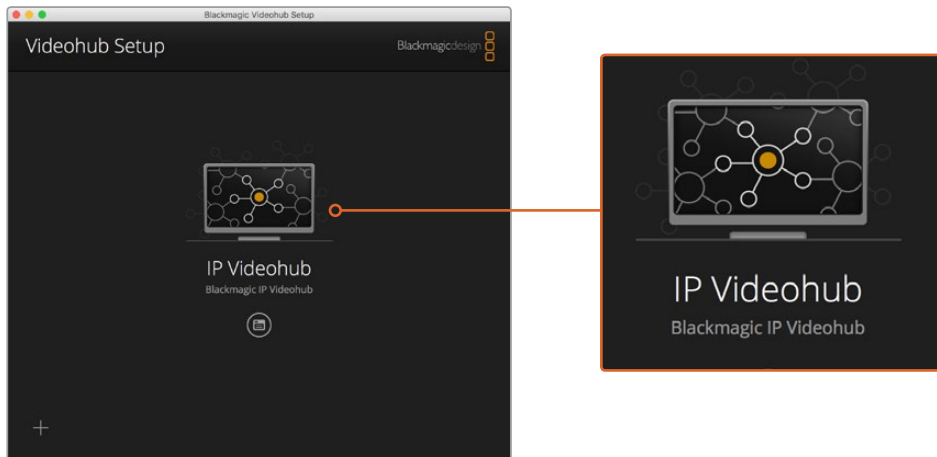 Blackmagic Videohub Setup
Videohub Setup
Blackmagicdesign
IP Videohub
Blackmagic IP Videohub
IP Videohub
Blackmagic IP Videohub